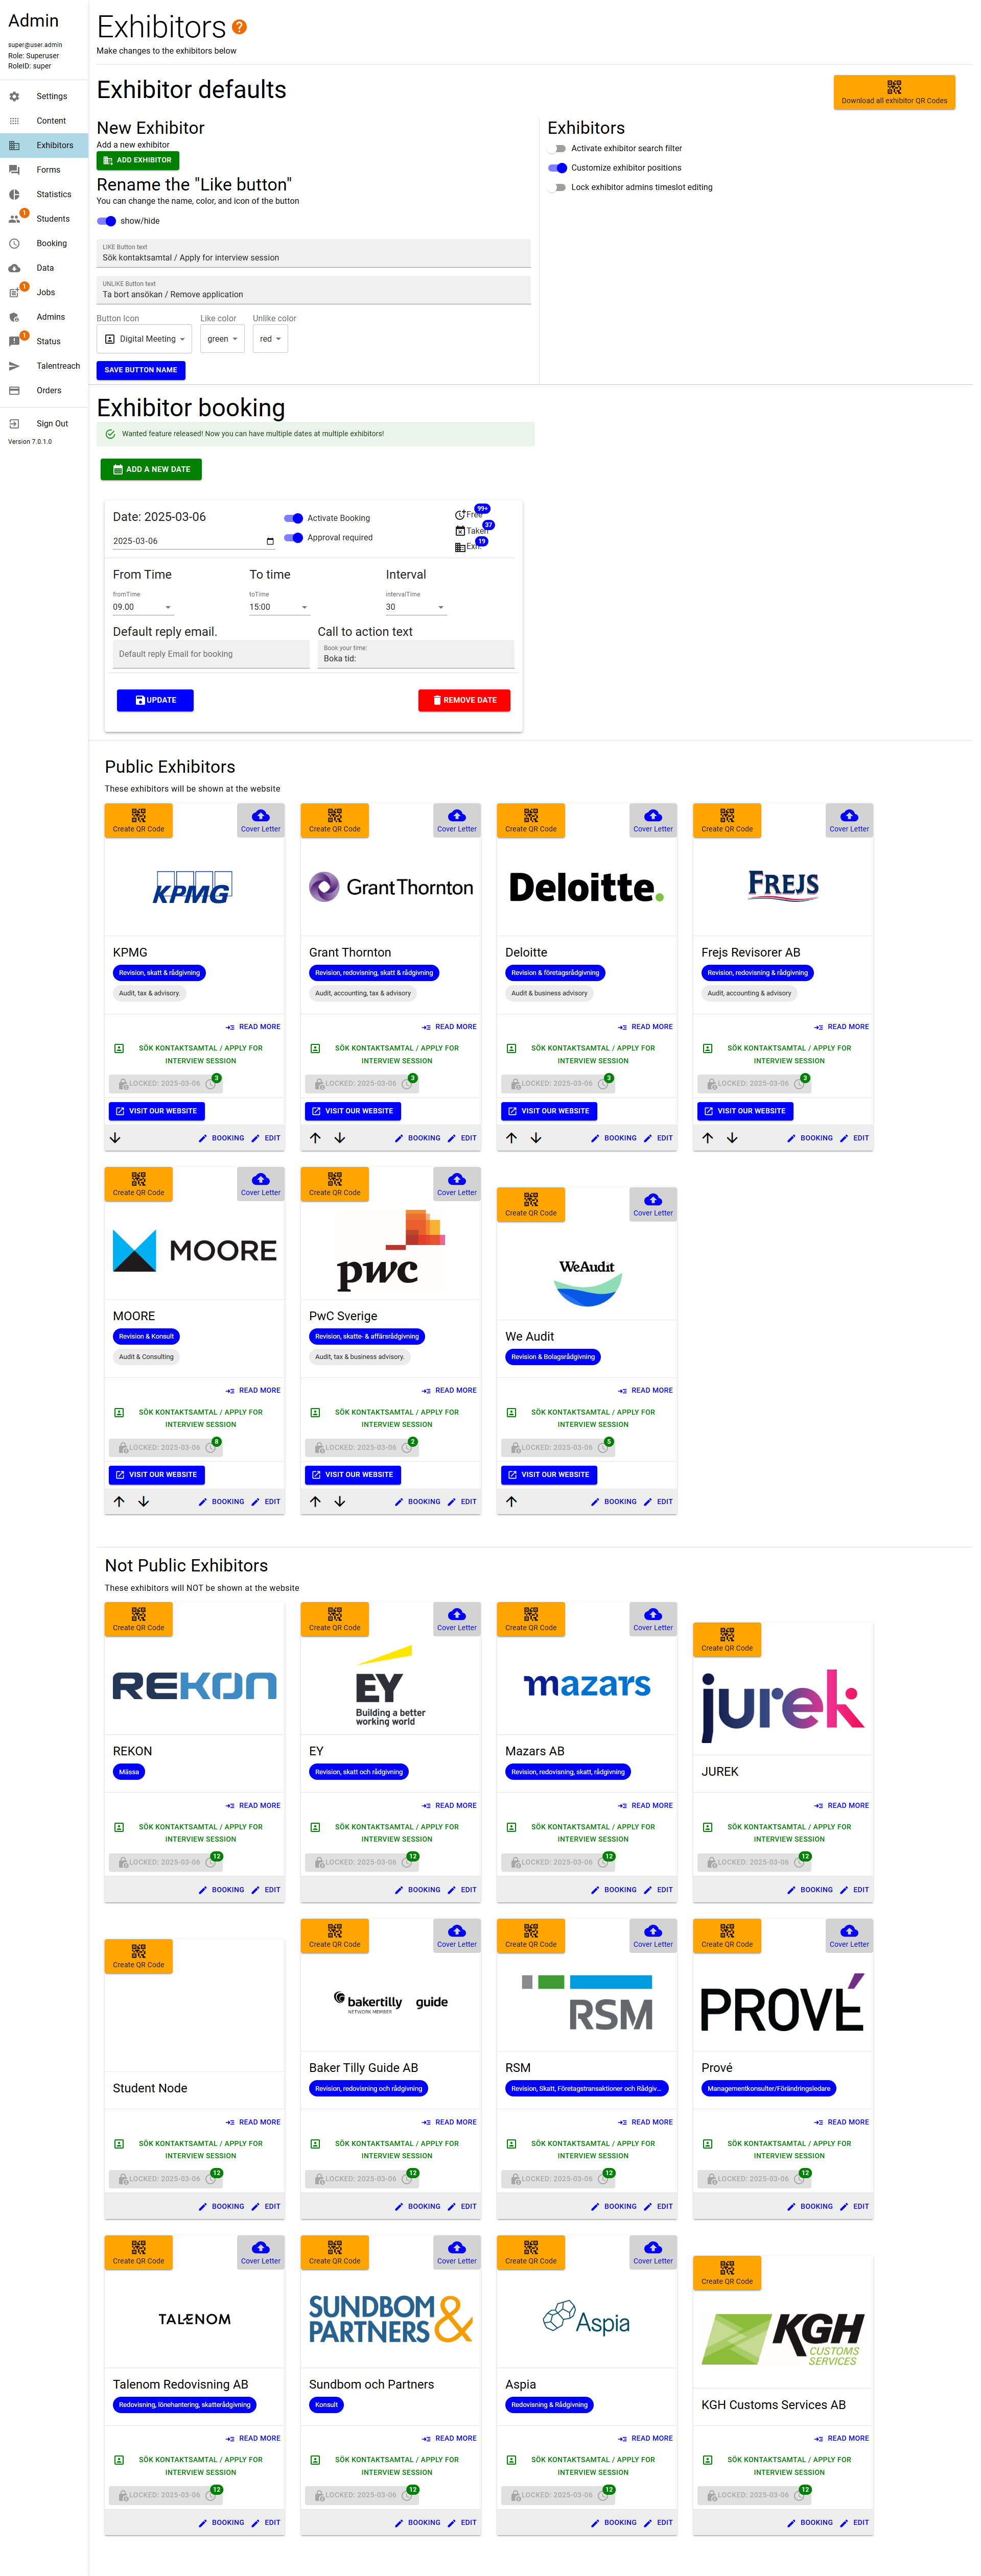 Admin
super@user.admin
Role: Superuser
RoleID: super
Settings
Content
Exhibitors
Forms
Statistics
1
Students
Booking
Data
1
Jobs
Admins
1
Status
Talentreach
Orders
Sign Out
Version 7.0.1.0
Exhibitors ?
Make changes to the exhibitors below
Exhibitor defaults
Download all exhibitor QR Codes
New Exhibitor
Add a new exhibitor
ADD EXHIBITOR
Rename the "Like button"
You can change the name, color, and icon of the button
show/hide
LIKE Button text
Sök kontaktsamtal / Apply for interview session
UNLIKE Button text
Ta bort ansökan / Remove application
Button Icon Like color Unlike color
Digital Meeting green red
SAVE BUTTON NAME
Exhibitors
Activate exhibitor search filter
Customize exhibitor positions
Lock exhibitor admins timeslot editing
Exhibitor booking
Wanted feature released! Now you can have multiple dates at multiple exhibitors!
ADD A NEW DATE
Date: 2025-03-06
2025-03-06
Activate Booking
Approval required
Free 99+
Taken 37
Exh. 19
From Time To time Interval
fromTime toTime intervalTime
09.00 15:00 30
Default reply email. Call to action text
Default reply Email for booking
Book your time:
Boka tid:
UPDATE REMOVE DATE
Public Exhibitors
These exhibitors will be shown at the website
Create QR Code Cover Letter
KPMG
KPMG
Revision, skatt & rådgivning
Audit, tax & advisory.
READ MORE
SÖK KONTAKTSAMTAL / APPLY FOR
INTERVIEW SESSION
LOCKED: 2025-03-06 3
VISIT OUR WEBSITE
BOOKING EDIT
Create QR Code Cover Letter
GrantThornton
Grant Thornton
Revision, redovisning, skatt & rådgivning
Audit, accounting, tax & advisory
READ MORE
SÖK KONTAKTSAMTAL / APPLY FOR
INTERVIEW SESSION
LOCKED: 2025-03-06 3
VISIT OUR WEBSITE
BOOKING EDIT
Create QR Code Cover Letter
Deloitte.
Deloitte
Revision & företagsrådgivning
Audit & business advisory
READ MORE
SÖK KONTAKTSAMTAL / APPLY FOR
INTERVIEW SESSION
LOCKED: 2025-03-06 3
VISIT OUR WEBSITE
BOOKING EDIT
Create QR Code Cover Letter
FREJS
Frejs Revisorer AB
Revision, redovisning & rådgivning
Audit, accounting & advisory
READ MORE
SÖK KONTAKTSAMTAL / APPLY FOR
INTERVIEW SESSION
LOCKED: 2025-03-06 3
VISIT OUR WEBSITE
BOOKING EDIT
Create QR Code Cover Letter
MOORE
MOORE
Revision & Konsult
Audit & Consulting
READ MORE
SÖK KONTAKTSAMTAL / APPLY FOR
INTERVIEW SESSION
LOCKED: 2025-03-06 8
VISIT OUR WEBSITE
BOOKING EDIT
Create QR Code Cover Letter
pwc
PwC Sverige
Revision, skatte- & affärsrådgivning
Audit, tax & business advisory.
READ MORE
SÖK KONTAKTSAMTAL / APPLY FOR
INTERVIEW SESSION
LOCKED: 2025-03-06 2
VISIT OUR WEBSITE
BOOKING EDIT
Create QR Code Cover Letter
WeAudit
We Audit
Revision & Bolagsrådgivning
READ MORE
SÖK KONTAKTSAMTAL / APPLY FOR
INTERVIEW SESSION
LOCKED: 2025-03-06 5
VISIT OUR WEBSITE
BOOKING EDIT
Not Public Exhibitors
These exhibitors will NOT be shown at the website
Create QR Code
REKON
REKON
Mässa
READ MORE
SÖK KONTAKTSAMTAL / APPLY FOR
INTERVIEW SESSION
LOCKED: 2025-03-06 12
BOOKING EDIT
Create QR Code Cover Letter
EY
Building a better
working world
EY
Revision, skatt och rådgivning
READ MORE
SÖK KONTAKTSAMTAL / APPLY FOR
INTERVIEW SESSION
LOCKED: 2025-03-06 12
BOOKING EDIT
Create QR Code Cover Letter
mazars
Mazars AB
Revision, redovisning, skatt, rådgivning
READ MORE
SÖK KONTAKTSAMTAL / APPLY FOR
INTERVIEW SESSION
LOCKED: 2025-03-06 12
BOOKING EDIT
Create QR Code
jurek
JUREK
READ MORE
SÖK KONTAKTSAMTAL / APPLY FOR
INTERVIEW SESSION
LOCKED: 2025-03-06 12
BOOKING EDIT
Create QR Code
Student Node
READ MORE
SÖK KONTAKTSAMTAL / APPLY FOR
INTERVIEW SESSION
LOCKED: 2025-03-06 12
BOOKING EDIT
Create QR Code Cover Letter
bakertilly guide
NETWORK MEMBER
Baker Tilly Guide AB
Revision, redovisning och rådgivning
READ MORE
SÖK KONTAKTSAMTAL / APPLY FOR
INTERVIEW SESSION
LOCKED: 2025-03-06 12
BOOKING EDIT
Create QR Code Cover Letter
RSM
RSM
Revision, Skatt, Företagstransaktioner och Rådgiv...
READ MORE
SÖK KONTAKTSAMTAL / APPLY FOR
INTERVIEW SESSION
LOCKED: 2025-03-06 12
BOOKING EDIT
Create QR Code Cover Letter
PROVÉ
Prové
Managementkonsulter/Förändringsledare
READ MORE
SÖK KONTAKTSAMTAL / APPLY FOR
INTERVIEW SESSION
LOCKED: 2025-03-06 12
BOOKING EDIT
Create QR Code Cover Letter
TALENOM
Talenom Redovisning AB
Redovisning, lönehantering, skatterådgivning
READ MORE
SÖK KONTAKTSAMTAL / APPLY FOR
INTERVIEW SESSION
LOCKED: 2025-03-06 12
BOOKING EDIT
Create QR Code Cover Letter
SUNDBOM &
PARTNERS
Sundbom och Partners
Konsult
READ MORE
SÖK KONTAKTSAMTAL / APPLY FOR
INTERVIEW SESSION
LOCKED: 2025-03-06 12
BOOKING EDIT
Create QR Code Cover Letter
Aspia
Aspia
Redovisning & Rådgivning
READ MORE
SÖK KONTAKTSAMTAL / APPLY FOR
INTERVIEW SESSION
LOCKED: 2025-03-06 12
BOOKING EDIT
Create QR Code
KGH
CUSTOMS
SERVICES
KGH Customs Services AB
READ MORE
SÖK KONTAKTSAMTAL / APPLY FOR
INTERVIEW SESSION
LOCKED: 2025-03-06 12
BOOKING EDIT